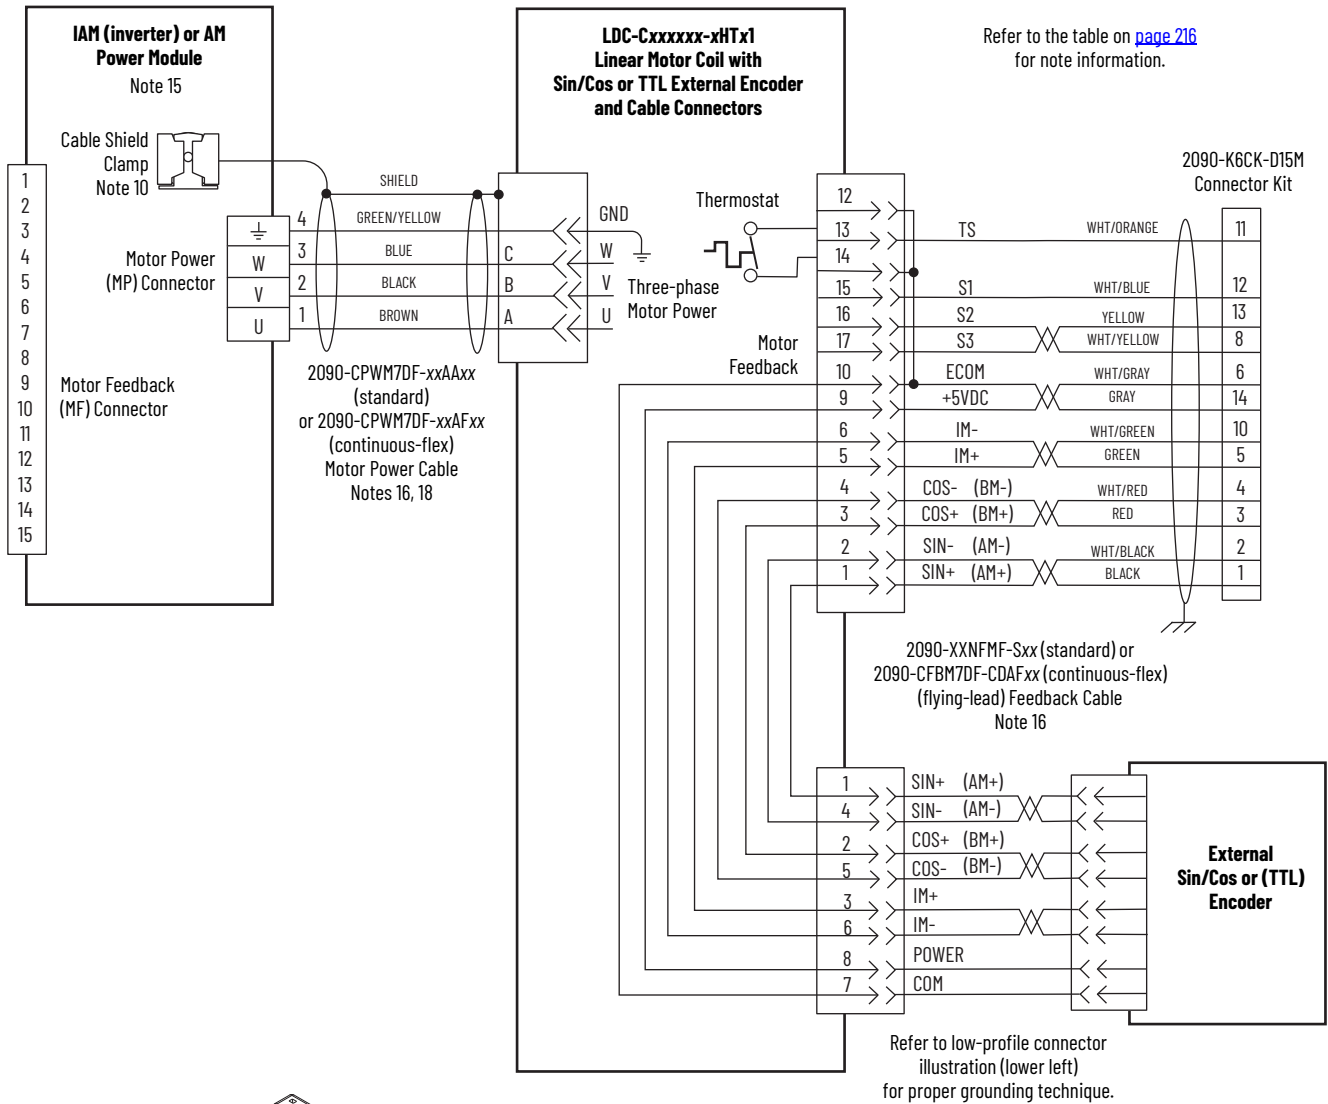 IAM (inverter) or AM
Power Module
Note 15
Cable Shield
Clamp
Note 10
1
2
3
4
5
6
7
8
9
10
11
12
13
14
15
Motor Power
(MP) Connector
W
V
U
4
3
2
1
Motor Feedback
(MF) Connector
SHIELD
GREEN/YELLOW
BLUE
BLACK
BROWN
2090-CPWM7DF-xxAAxx
(standard)
or 2090-CPWM7DF-xxAFxx
(continuous-flex)
Motor Power Cable
Notes 16, 18
LDC-Cxxxxxx-xHTx1
Linear Motor Coil with
Sin/Cos or TTL External Encoder
and Cable Connectors
C
B
A
GND
W
V
U
Three-phase
Motor Power
Thermostat
Motor
Feedback
12
13
14
15
16
17
10
9
6
5
4
3
2
1
Refer to the table on page 216
for note information.
2090-K6CK-D15M
Connector Kit
TS WHT/ORANGE 11
S1 WHT/BLUE 12
S2 YELLOW 13
S3 WHT/YELLOW 8
ECOM WHT/GRAY 6
+5VDC GRAY 14
IM- WHT/GREEN 10
IM+ GREEN 5
COS- (BM-) WHT/RED 4
COS+ (BM+) RED 3
SIN- (AM-) WHT/BLACK 2
SIN+ (AM+) BLACK 1
2090-XXNFMF-Sxx (standard) or
2090-CFBM7DF-CDAFxx (continuous-flex)
(flying-lead) Feedback Cable
Note 16
1 SIN+ (AM+)
4 SIN- (AM-)
2 COS+ (BM+)
5 COS- (BM-)
3 IM+
6 IM-
8 POWER
7 COM
External
Sin/Cos or (TTL)
Encoder
Refer to low-profile connector
illustration (lower left)
for proper grounding technique.